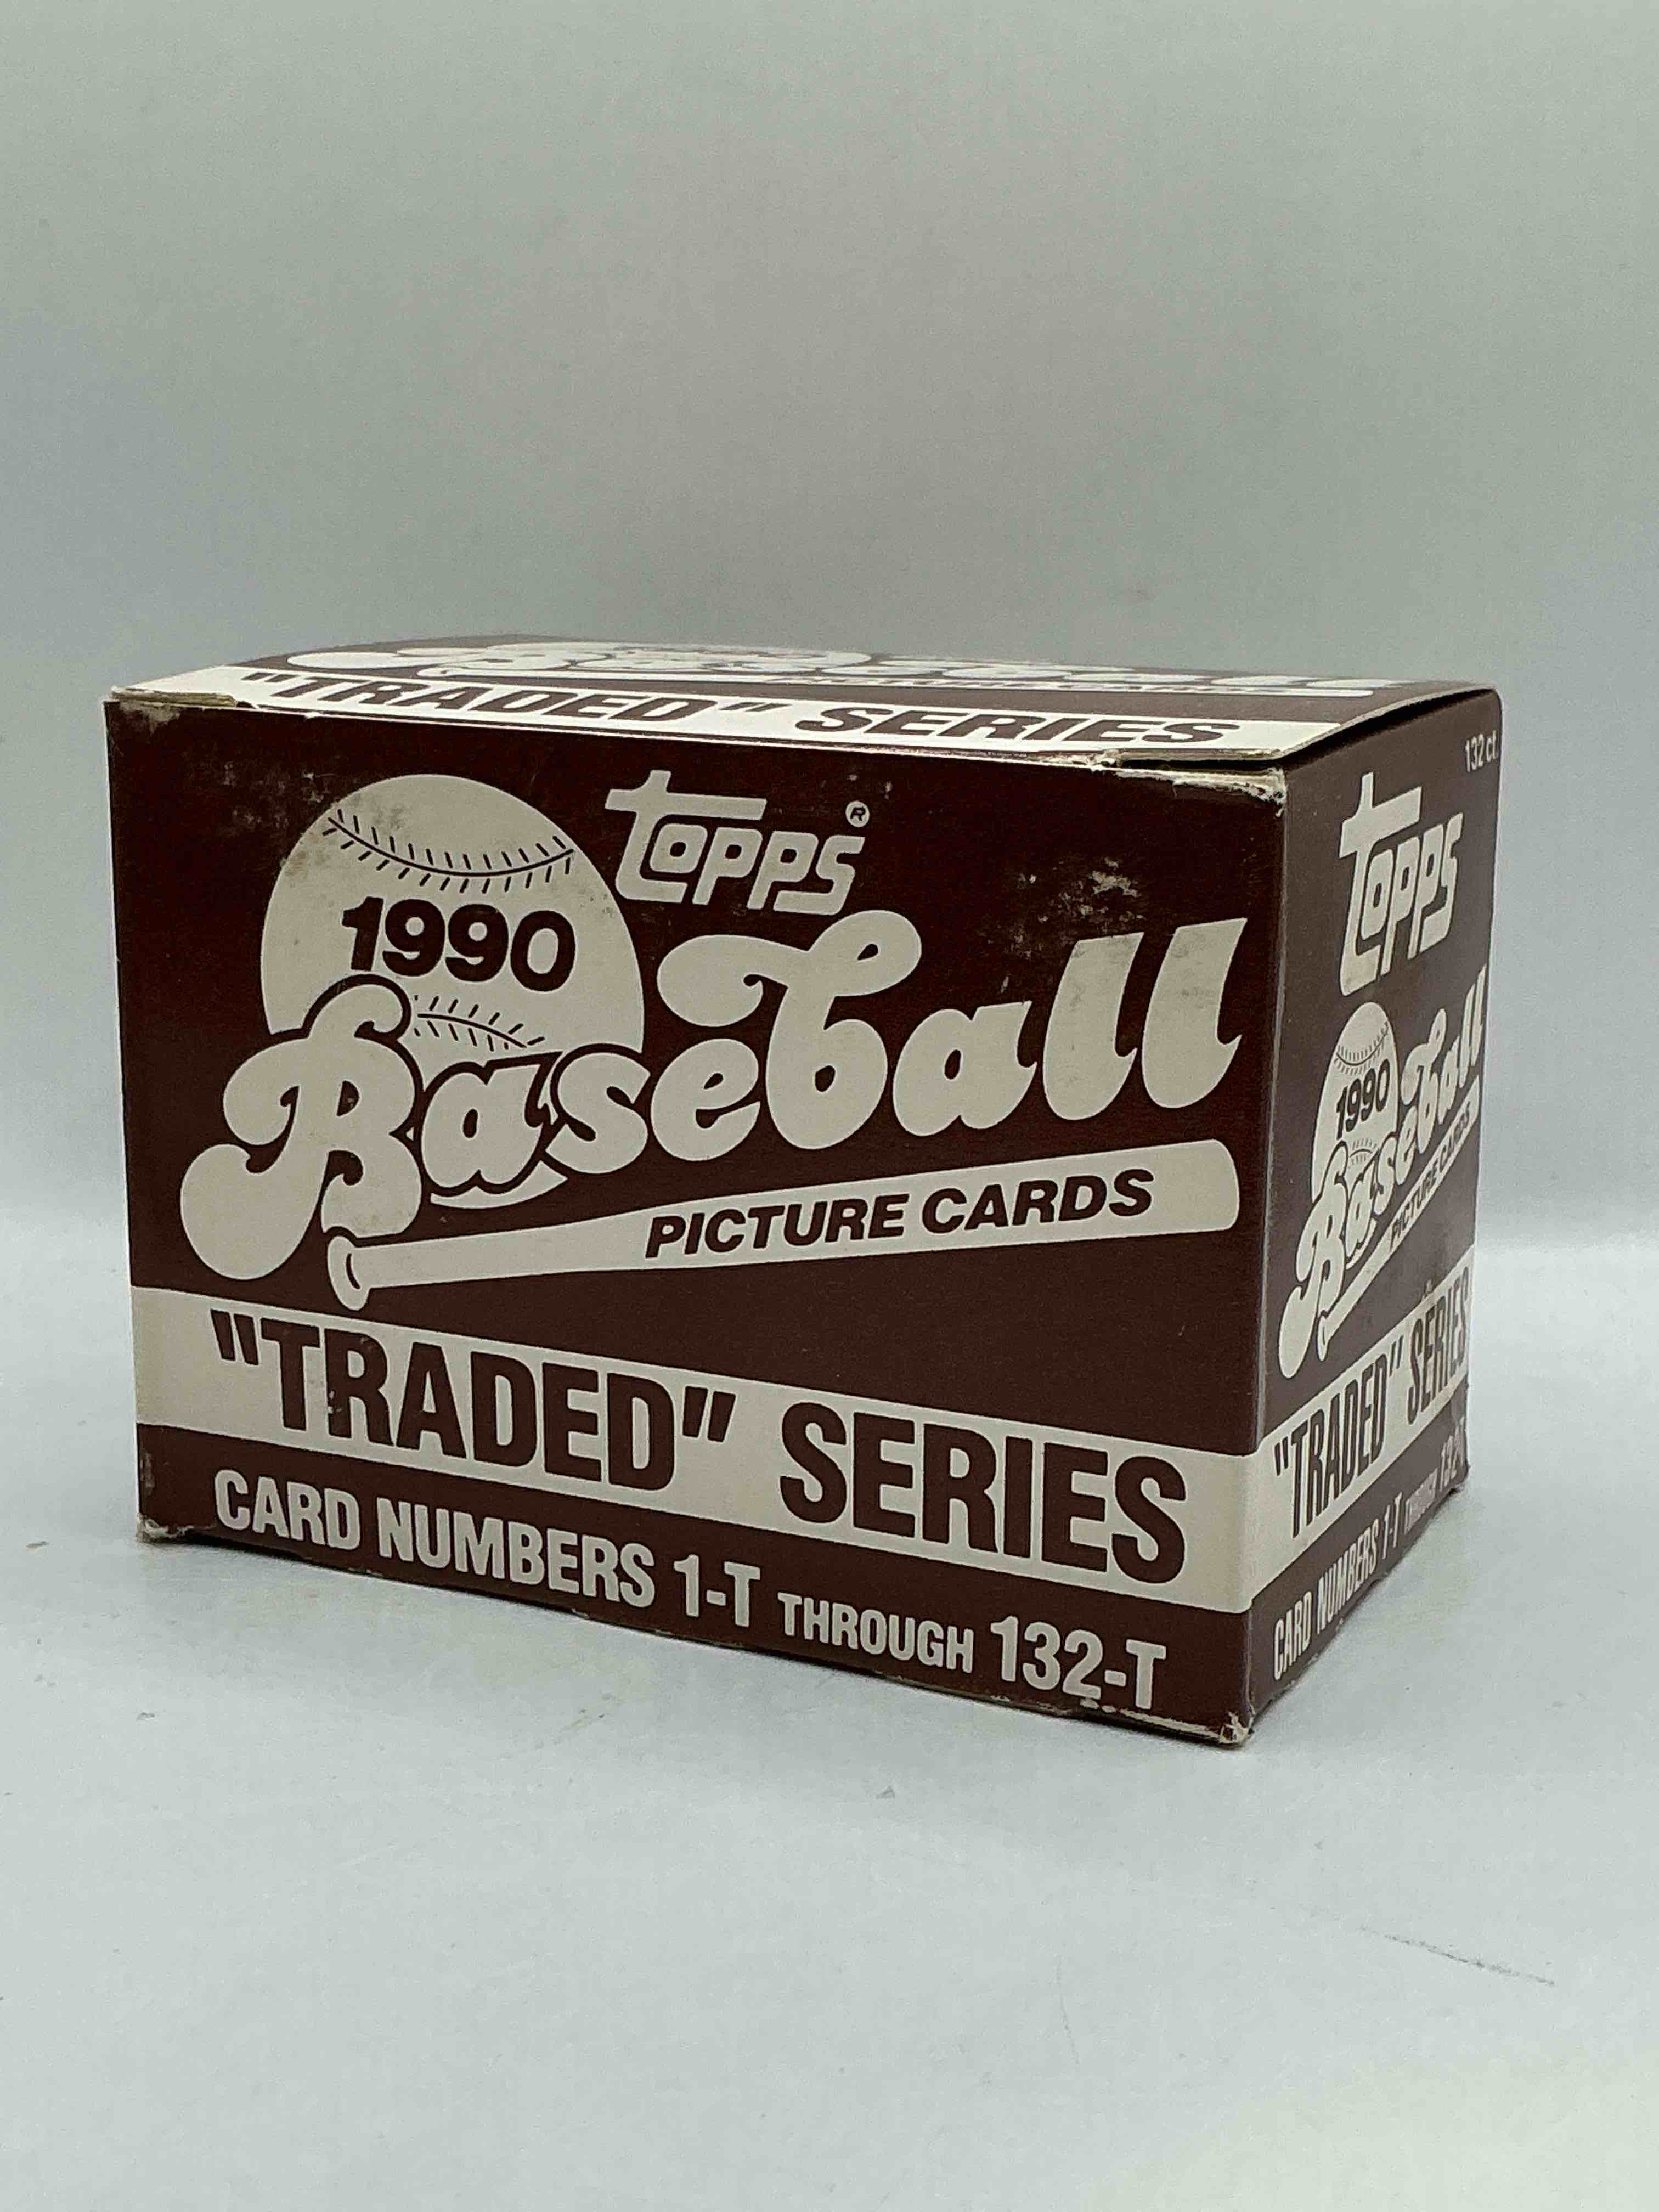 Baseball
"TRADED" SERIES
TOPPS®
1990
Baseball
PICTURE CARDS
"TRADED" SERIES
CARD NUMBERS 1-T THROUGH 132-T
132 ct.
TOPPS
1990
Baseball
PICTURE CARDS
"TRADED" SERIES
CARD NUMBERS 1-T THROUGH 132-T